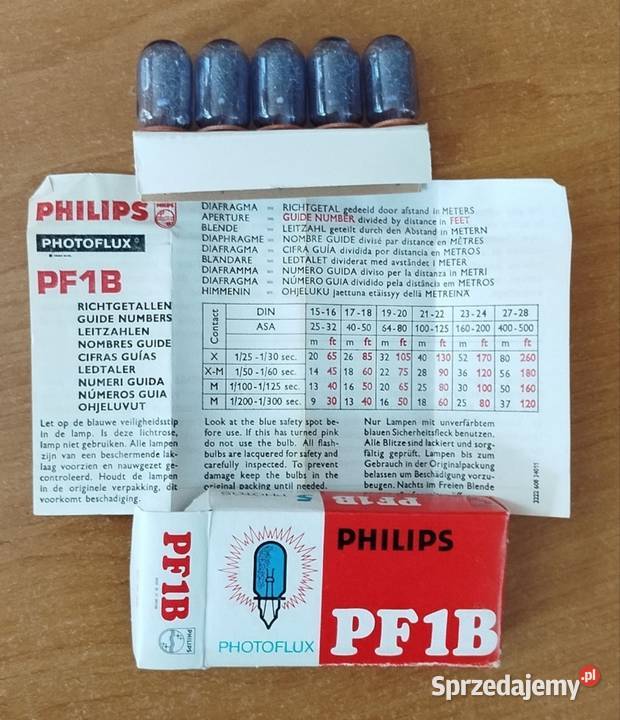 PHILIPS
PHILIPS
PHOTOFLUX
PF1B
RICHTGETALLEN
GUIDE NUMBERS
LEITZAHLEN
NOMBRES GUIDE
CIFRAS GUÍAS
LEDTALER
NUMERI GUIDA
NÚMEROS GUIA
OHJELUVUT
Let op de blauwe veiligheidsstip
in de lamp. Is deze lichtrose,
lamp niet gebruiken. Alle lampen
zijn van een beschermende lak-
laag voorzien en nauwgezet ge-
controleerd. Houdt de lampen
in de originele verpakking, dit
voorkomt beschadiging.
DIAFRAGMA = RICHTGETAL gedeeld door afstand in METERS
APERTURE = GUIDE NUMBER divided by distance in FEET
BLENDE = LEITZAHL geteilt durch den Abstand in METERN
DIAPHRAGME = NOMBRE GUIDE divisé par distance en MÈTRES
DIAFRAGMA = CIFRA GUÍA dividida por distancia en METROS
BLÄNDARE = LEDTALET dividerat med avståndet i METER
DIAFRAMMA = NUMERO GUIDA diviso per la distanza in METRI
DIAFRAGMA = NÚMERO GUIA dividido pela distância em METROS
HIMMENIN = OHJELUKU jaettuna etäisyydellä METREINÄ
Contact DIN 15-16 17-18 19-20 21-22 23-24 27-28
ASA 25-32 40-50 64-80 100-125 160-200 400-500
m ft m ft m ft m ft m ft m ft
X 1/25 -1/30 sec. 20 65 26 85 32 105 40 130 52 170 80 260
X-M 1/50 -1/60 sec. 14 45 18 60 22 75 28 90 36 120 56 180
M 1/100-1/125 sec. 13 40 16 50 20 65 25 80 30 100 50 160
M 1/200-1/300 sec. 9 30 13 40 16 50 18 60 25 80 37 120
Look at the blue safety spot be-
fore use. If this has turned pink
do not use the bulb. All flash-
bulbs are lacquered for safety and
carefully inspected. To prevent
damage keep the bulbs in the
original packing until needed.
Nur Lampen mit unverfärbtem
blauen Sicherheitsfleck benutzen.
Alle Blitze sind lackiert und sorg-
fältig geprüft. Lampen bis zum
Gebrauch in der Originalpackung
belassen um Beschädigung vorzu-
beugen. Nachts im Freien Blende
3222 608 34011
PHOTOFLUX
5
PF1B
PF1B
PHILIPS
PHILIPS
PHOTOFLUX
PF1B
Sprzedajemy.pl